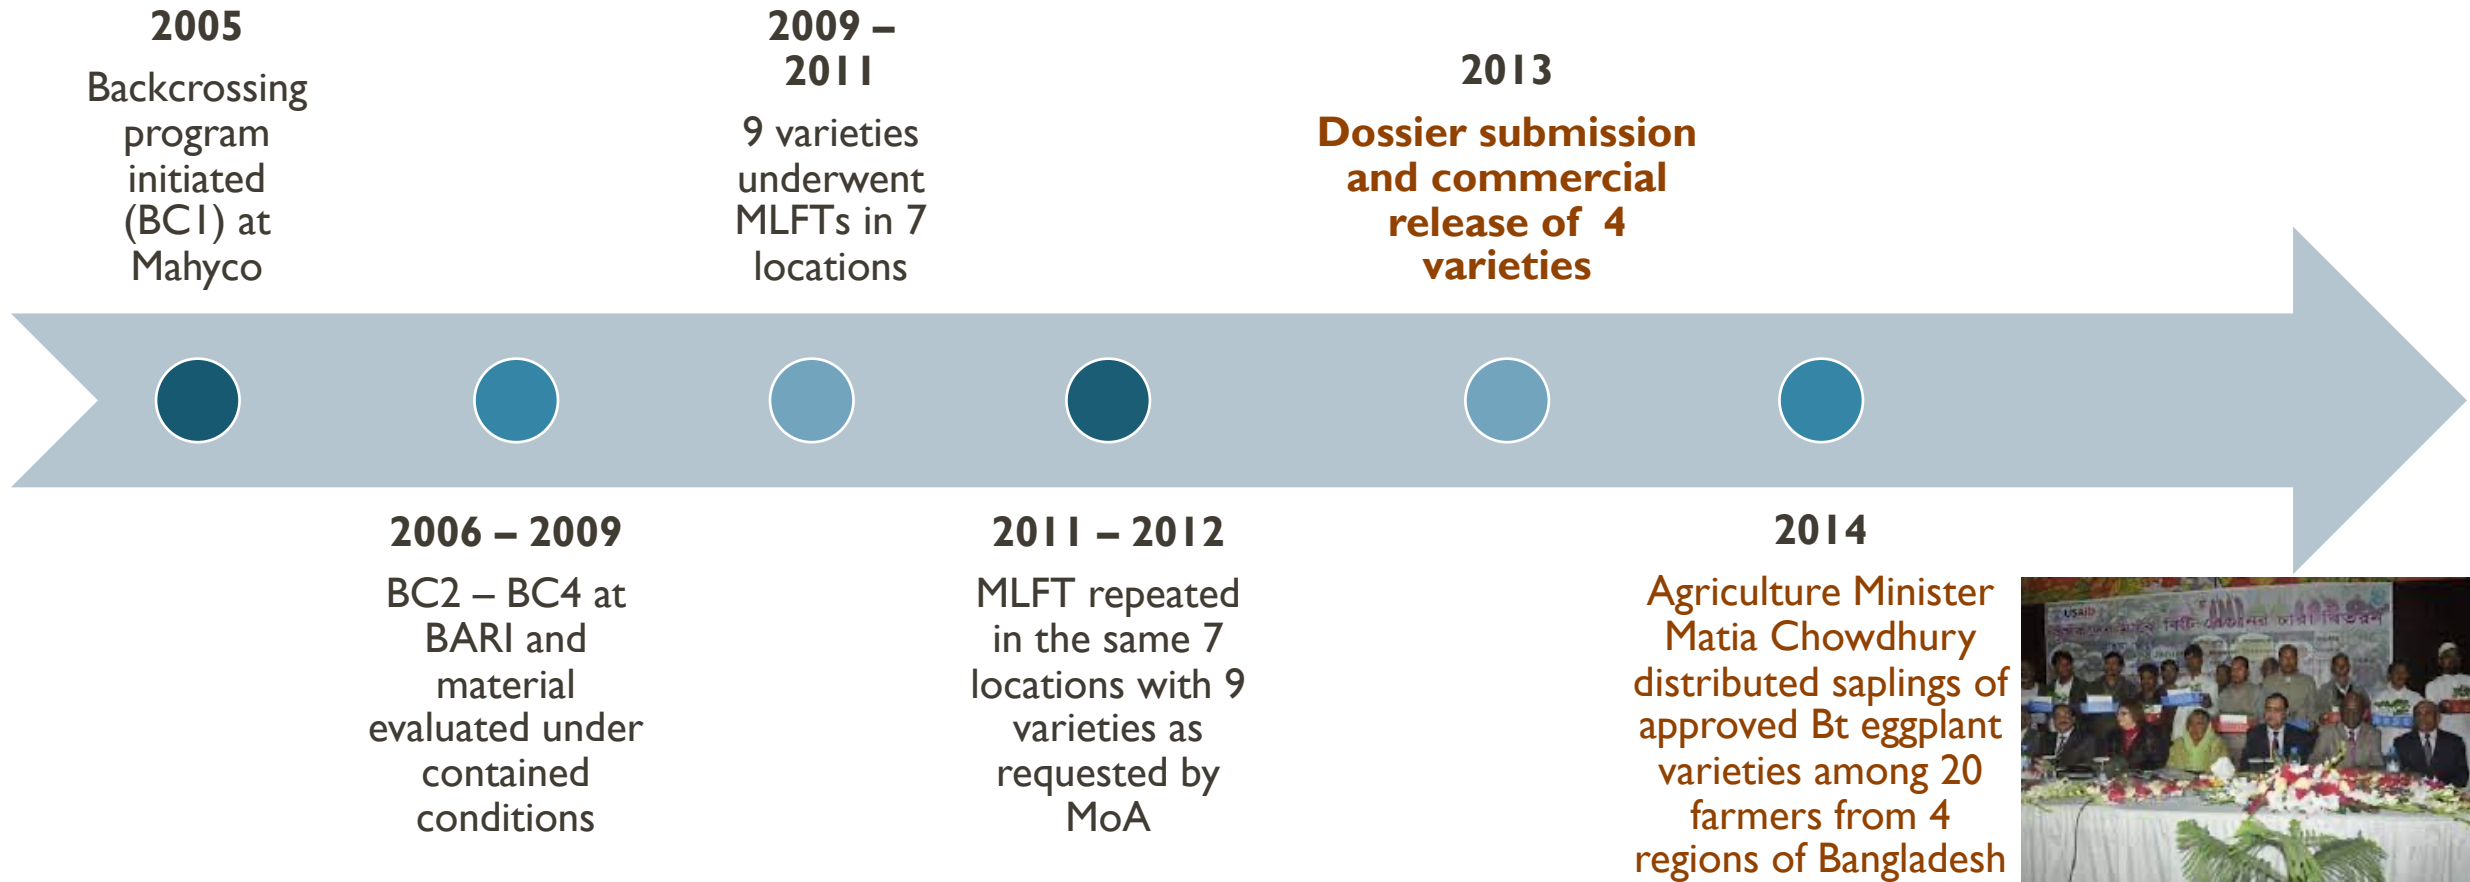 2005
Backcrossing
program
initiated
(BC1) at
Mahyco
2006 – 2009
BC2 – BC4 at
BARI and
material
evaluated under
contained
conditions
2009 –
2011
9 varieties
underwent
MLFTs in 7
locations
2011 – 2012
MLFT repeated
in the same 7
locations with 9
varieties as
requested by
MoA
2013
Dossier submission
and commercial
release of 4
varieties
2014
Agriculture Minister
Matia Chowdhury
distributed saplings of
approved Bt eggplant
varieties among 20
farmers from 4
regions of Bangladesh
USAID
মাঝে বিটি বেগুনের চারা বিতরণ